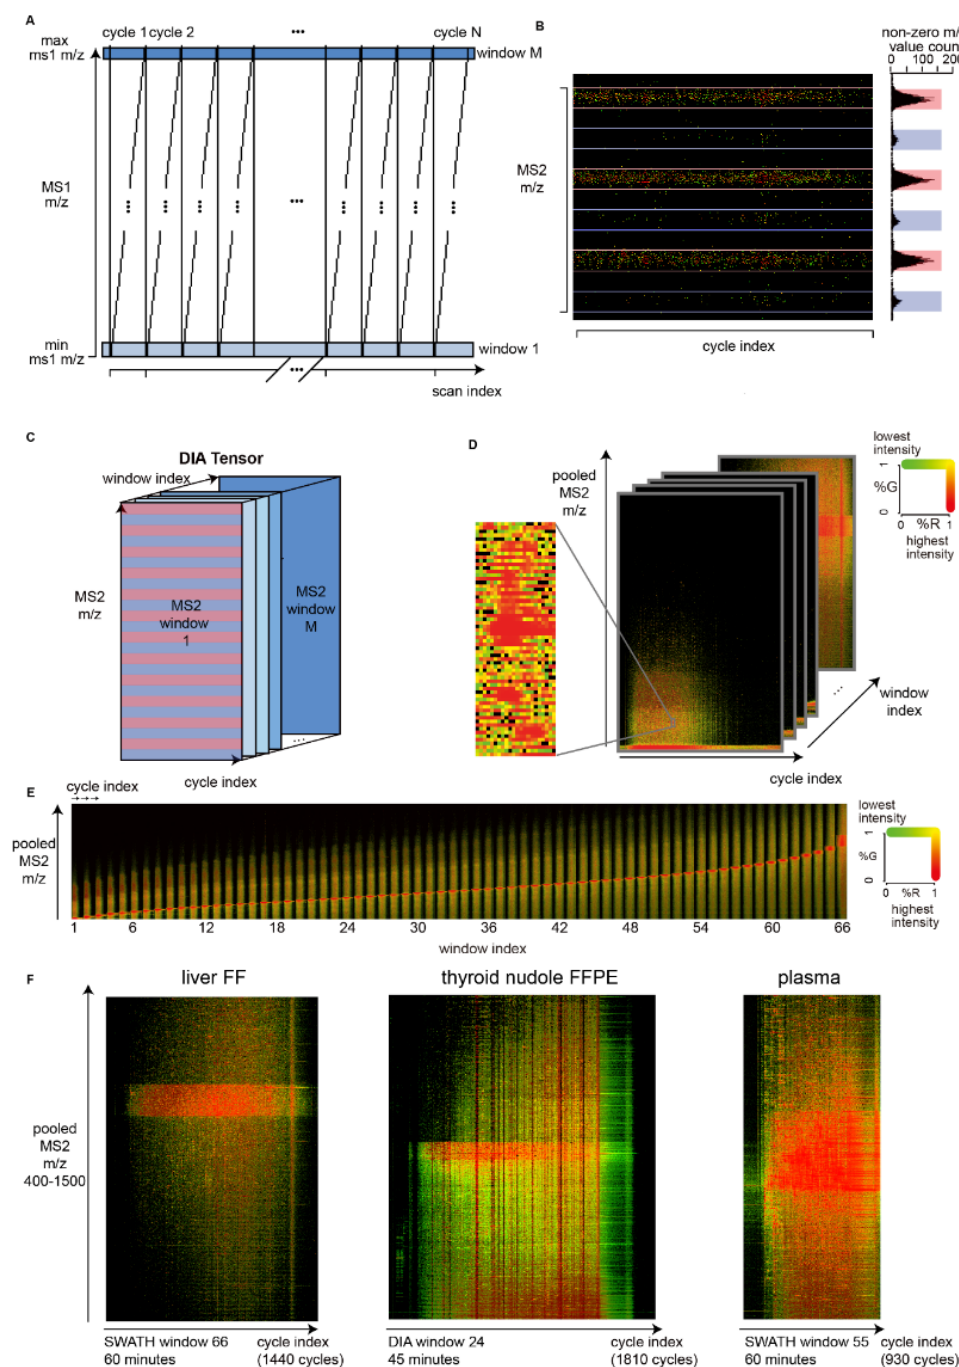 A
max
ms1 m/z
cycle 1 cycle 2 ... cycle N
window M
MS1
m/z
...
min
ms1 m/z
window 1
...
scan index
B
non-zero m/
value coun
0 100 200
MS2
m/z
cycle index
C
DIA Tensor
window index
MS2
m/z
MS2
window
1
MS2
window
M
...
cycle index
D
pooled
MS2
m/z
lowest
intensity
1
%G
0
0 %R 1
highest
intensity
...
window
index
cycle index
E
cycle index
pooled
MS2
m/z
1 6 12 18 24 30 36 42 48 54 60 66
window index
lowest
intensity
1
%G
0
0 %R 1
highest
intensity
F
liver FF
thyroid nudole FFPE
plasma
pooled
MS2
m/z
400-1500
SWATH window 66
60 minutes
cycle index
(1440 cycles)
DIA window 24
45 minutes
cycle index
(1810 cycles)
SWATH window 55
60 minutes
cycle index
(930 cycles)